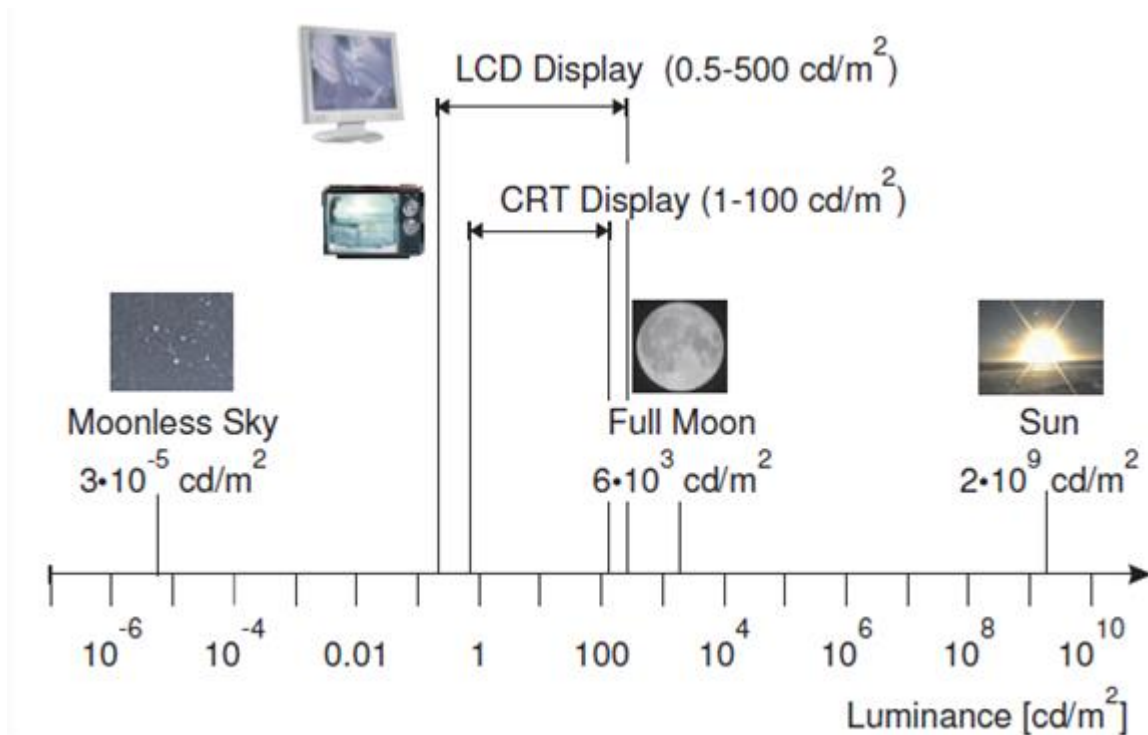 LCD Display (0.5-500 cd/m²)
CRT Display (1-100 cd/m²)
Moonless Sky
3•10⁻⁵ cd/m²
Full Moon
6•10³ cd/m²
Sun
2•10⁹ cd/m²
10⁻⁶ 10⁻⁴ 0.01 1 100 10⁴ 10⁶ 10⁸ 10¹⁰
Luminance [cd/m²]